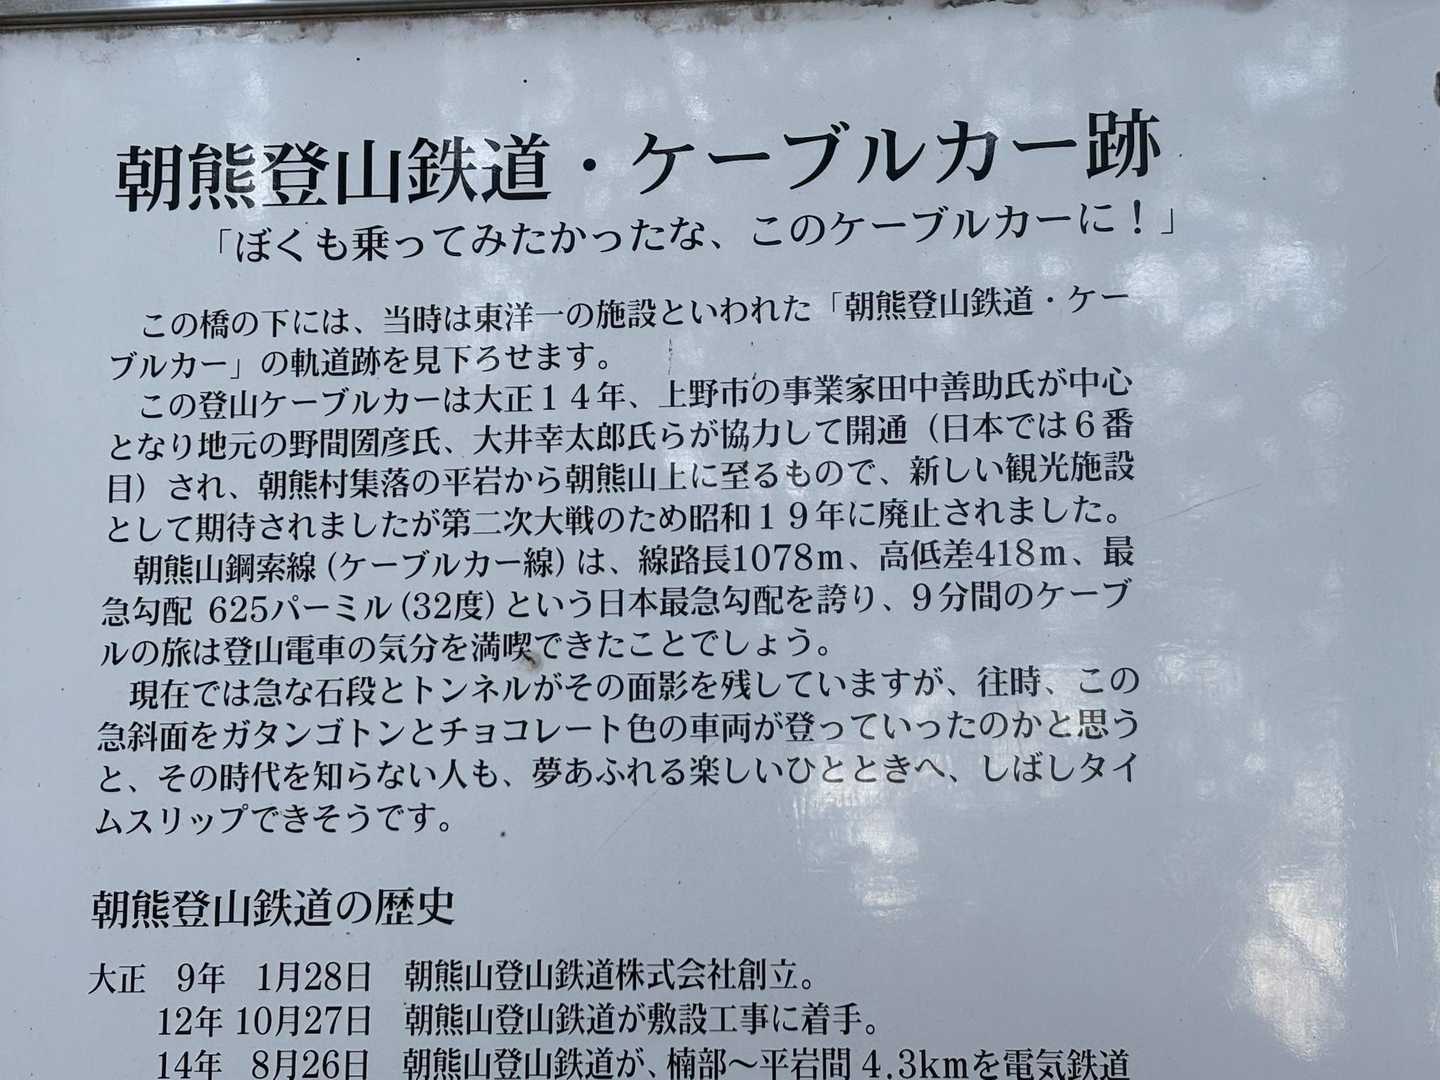 朝熊登山鉄道・ケーブルカー跡
「ぼくも乗ってみたかったな、このケーブルカーに！」
この橋の下には、当時は東洋一の施設といわれた「朝熊登山鉄道・ケー
ブルカー」の軌道跡を見下ろせます。
この登山ケーブルカーは大正１４年、上野市の事業家田中善助氏が中心
となり地元の野間圀彦氏、大井幸太郎氏らが協力して開通（日本では６番
目）され、朝熊村集落の平岩から朝熊山上に至るもので、新しい観光施設
として期待されましたが第二次大戦のため昭和１９年に廃止されました。
朝熊山鋼索線(ケーブルカー線)は、線路長1078m、高低差418m、最
急勾配 625パーミル(32度)という日本最急勾配を誇り、９分間のケーブ
ルの旅は登山電車の気分を満喫できたことでしょう。
現在では急な石段とトンネルがその面影を残していますが、往時、この
急斜面をガタンゴトンとチョコレート色の車両が登っていったのかと思う
と、その時代を知らない人も、夢あふれる楽しいひとときへ、しばしタイ
ムスリップできそうです。
朝熊登山鉄道の歴史
大正 9年 1月28日 朝熊山登山鉄道株式会社創立。
12年 10月27日 朝熊山登山鉄道が敷設工事に着手。
14年 8月26日 朝熊山登山鉄道が、楠部～平岩間 4.3kmを電気鉄道